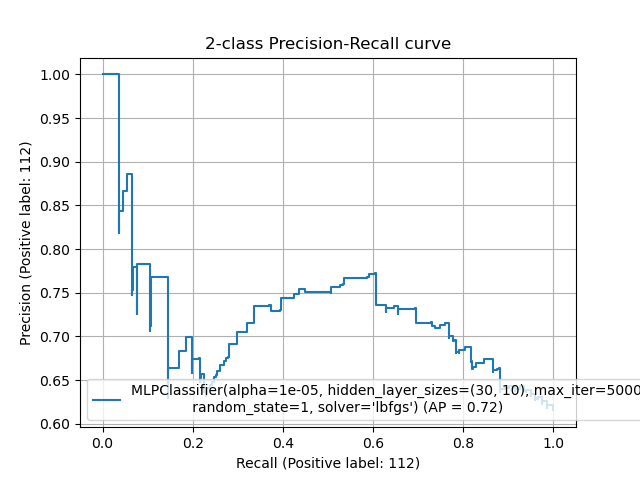 2-class Precision-Recall curve
1.00
0.95
0.90
0.85
0.80
0.75
0.70
0.65
0.60
Precision (Positive label: 112)
MLPClassifier(alpha=1e-05, hidden_layer_sizes=(30, 10), max_iter=5000
random_state=1, solver='lbfgs') (AP = 0.72)
0.0 0.2 0.4 0.6 0.8 1.0
Recall (Positive label: 112)